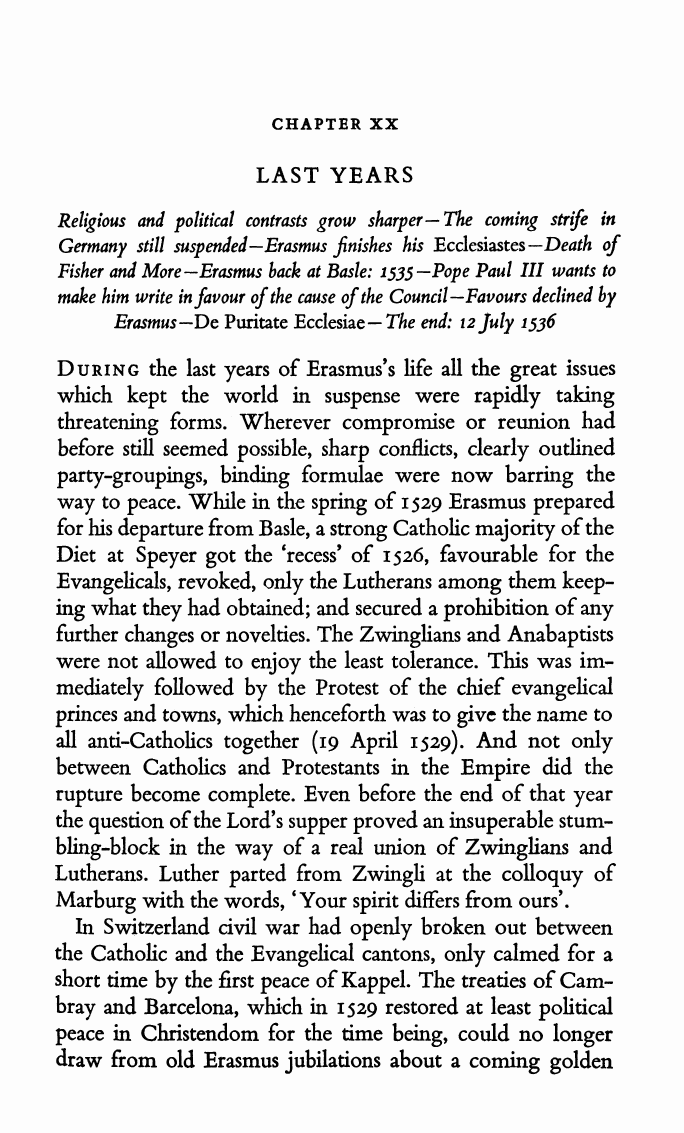 CHAPTER XX
LAST YEARS
Religious and political contrasts grow sharper—The coming strife in
Germany still suspended—Erasmus finishes his Ecclesiastes—Death of
Fisher and More—Erasmus back at Basle: 1535—Pope Paul III wants to
make him write in favour of the cause of the Council—Favours declined by
Erasmus—De Puritate Ecclesiae—The end: 12 July 1536
DURING the last years of Erasmus's life all the great issues
which kept the world in suspense were rapidly taking
threatening forms. Wherever compromise or reunion had
before still seemed possible, sharp conflicts, clearly outlined
party-groupings, binding formulae were now barring the
way to peace. While in the spring of 1529 Erasmus prepared
for his departure from Basle, a strong Catholic majority of the
Diet at Speyer got the 'recess' of 1526, favourable for the
Evangelicals, revoked, only the Lutherans among them keep-
ing what they had obtained; and secured a prohibition of any
further changes or novelties. The Zwinglians and Anabaptists
were not allowed to enjoy the least tolerance. This was im-
mediately followed by the Protest of the chief evangelical
princes and towns, which henceforth was to give the name to
all anti-Catholics together (19 April 1529). And not only
between Catholics and Protestants in the Empire did the
rupture become complete. Even before the end of that year
the question of the Lord's supper proved an insuperable stum-
bling-block in the way of a real union of Zwinglians and
Lutherans. Luther parted from Zwingli at the colloquy of
Marburg with the words, 'Your spirit differs from ours'.
In Switzerland civil war had openly broken out between
the Catholic and the Evangelical cantons, only calmed for a
short time by the first peace of Kappel. The treaties of Cam-
bray and Barcelona, which in 1529 restored at least political
peace in Christendom for the time being, could no longer
draw from old Erasmus jubilations about a coming golden